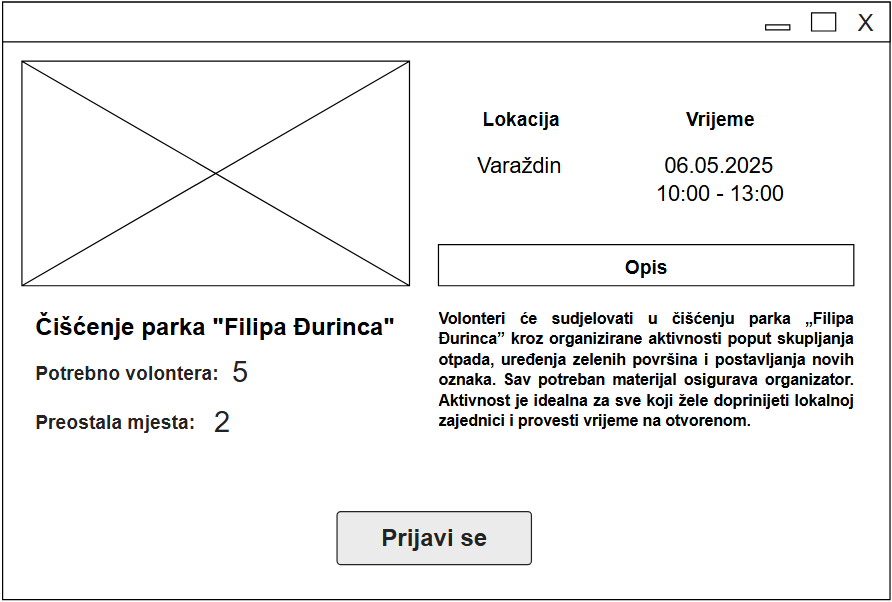 X
Lokacija
Vrijeme
Varaždin
06.05.2025
10:00 - 13:00
Opis
Čišćenje parka "Filipa Đurinca"
Potrebno volontera: 5
Preostala mjesta: 2
Volonteri će sudjelovati u čišćenju parka „Filipa
Đurinca” kroz organizirane aktivnosti poput skupljanja
otpada, uređenja zelenih površina i postavljanja novih
oznaka. Sav potreban materijal osigurava organizator.
Aktivnost je idealna za sve koji žele doprinijeti lokalnoj
zajednici i provesti vrijeme na otvorenom.
Prijavi se